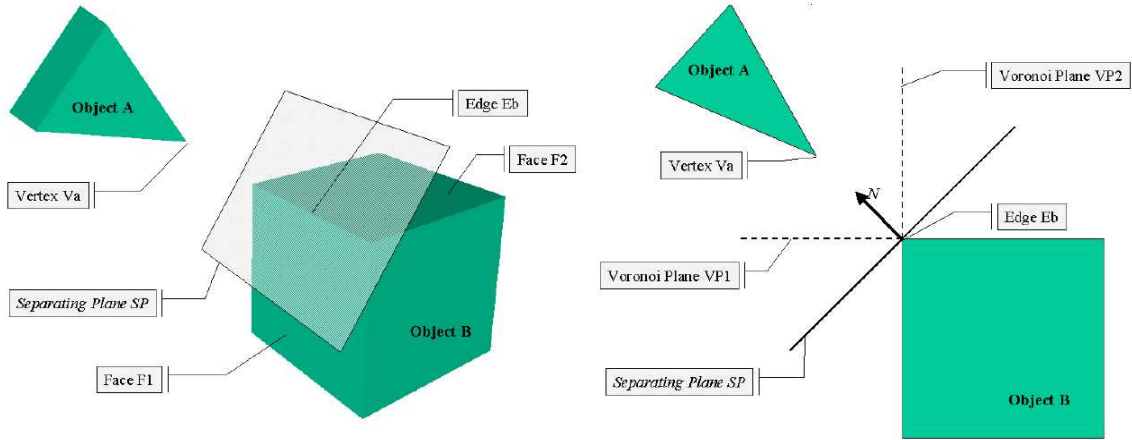 Object A
Edge Eb
Face F2
Vertex Va
Separating Plane SP
Object B
Face F1
Object A
Voronoi Plane VP2
Vertex Va
N
Edge Eb
Voronoi Plane VP1
Separating Plane SP
Object B